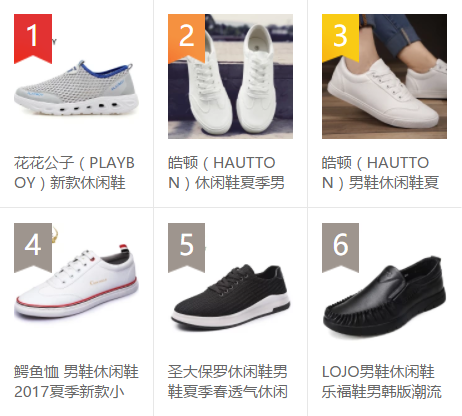 1
2
3
花花公子（PLAYB
OY）新款休闲鞋
皓顿（HAUTTO
N）休闲鞋夏季男
皓顿（HAUTTO
N）男鞋休闲鞋夏
4
5
6
鳄鱼恤 男鞋休闲鞋
2017夏季新款小
圣大保罗休闲鞋男
鞋夏季春透气休闲
LOJO男鞋休闲鞋
乐福鞋男韩版潮流